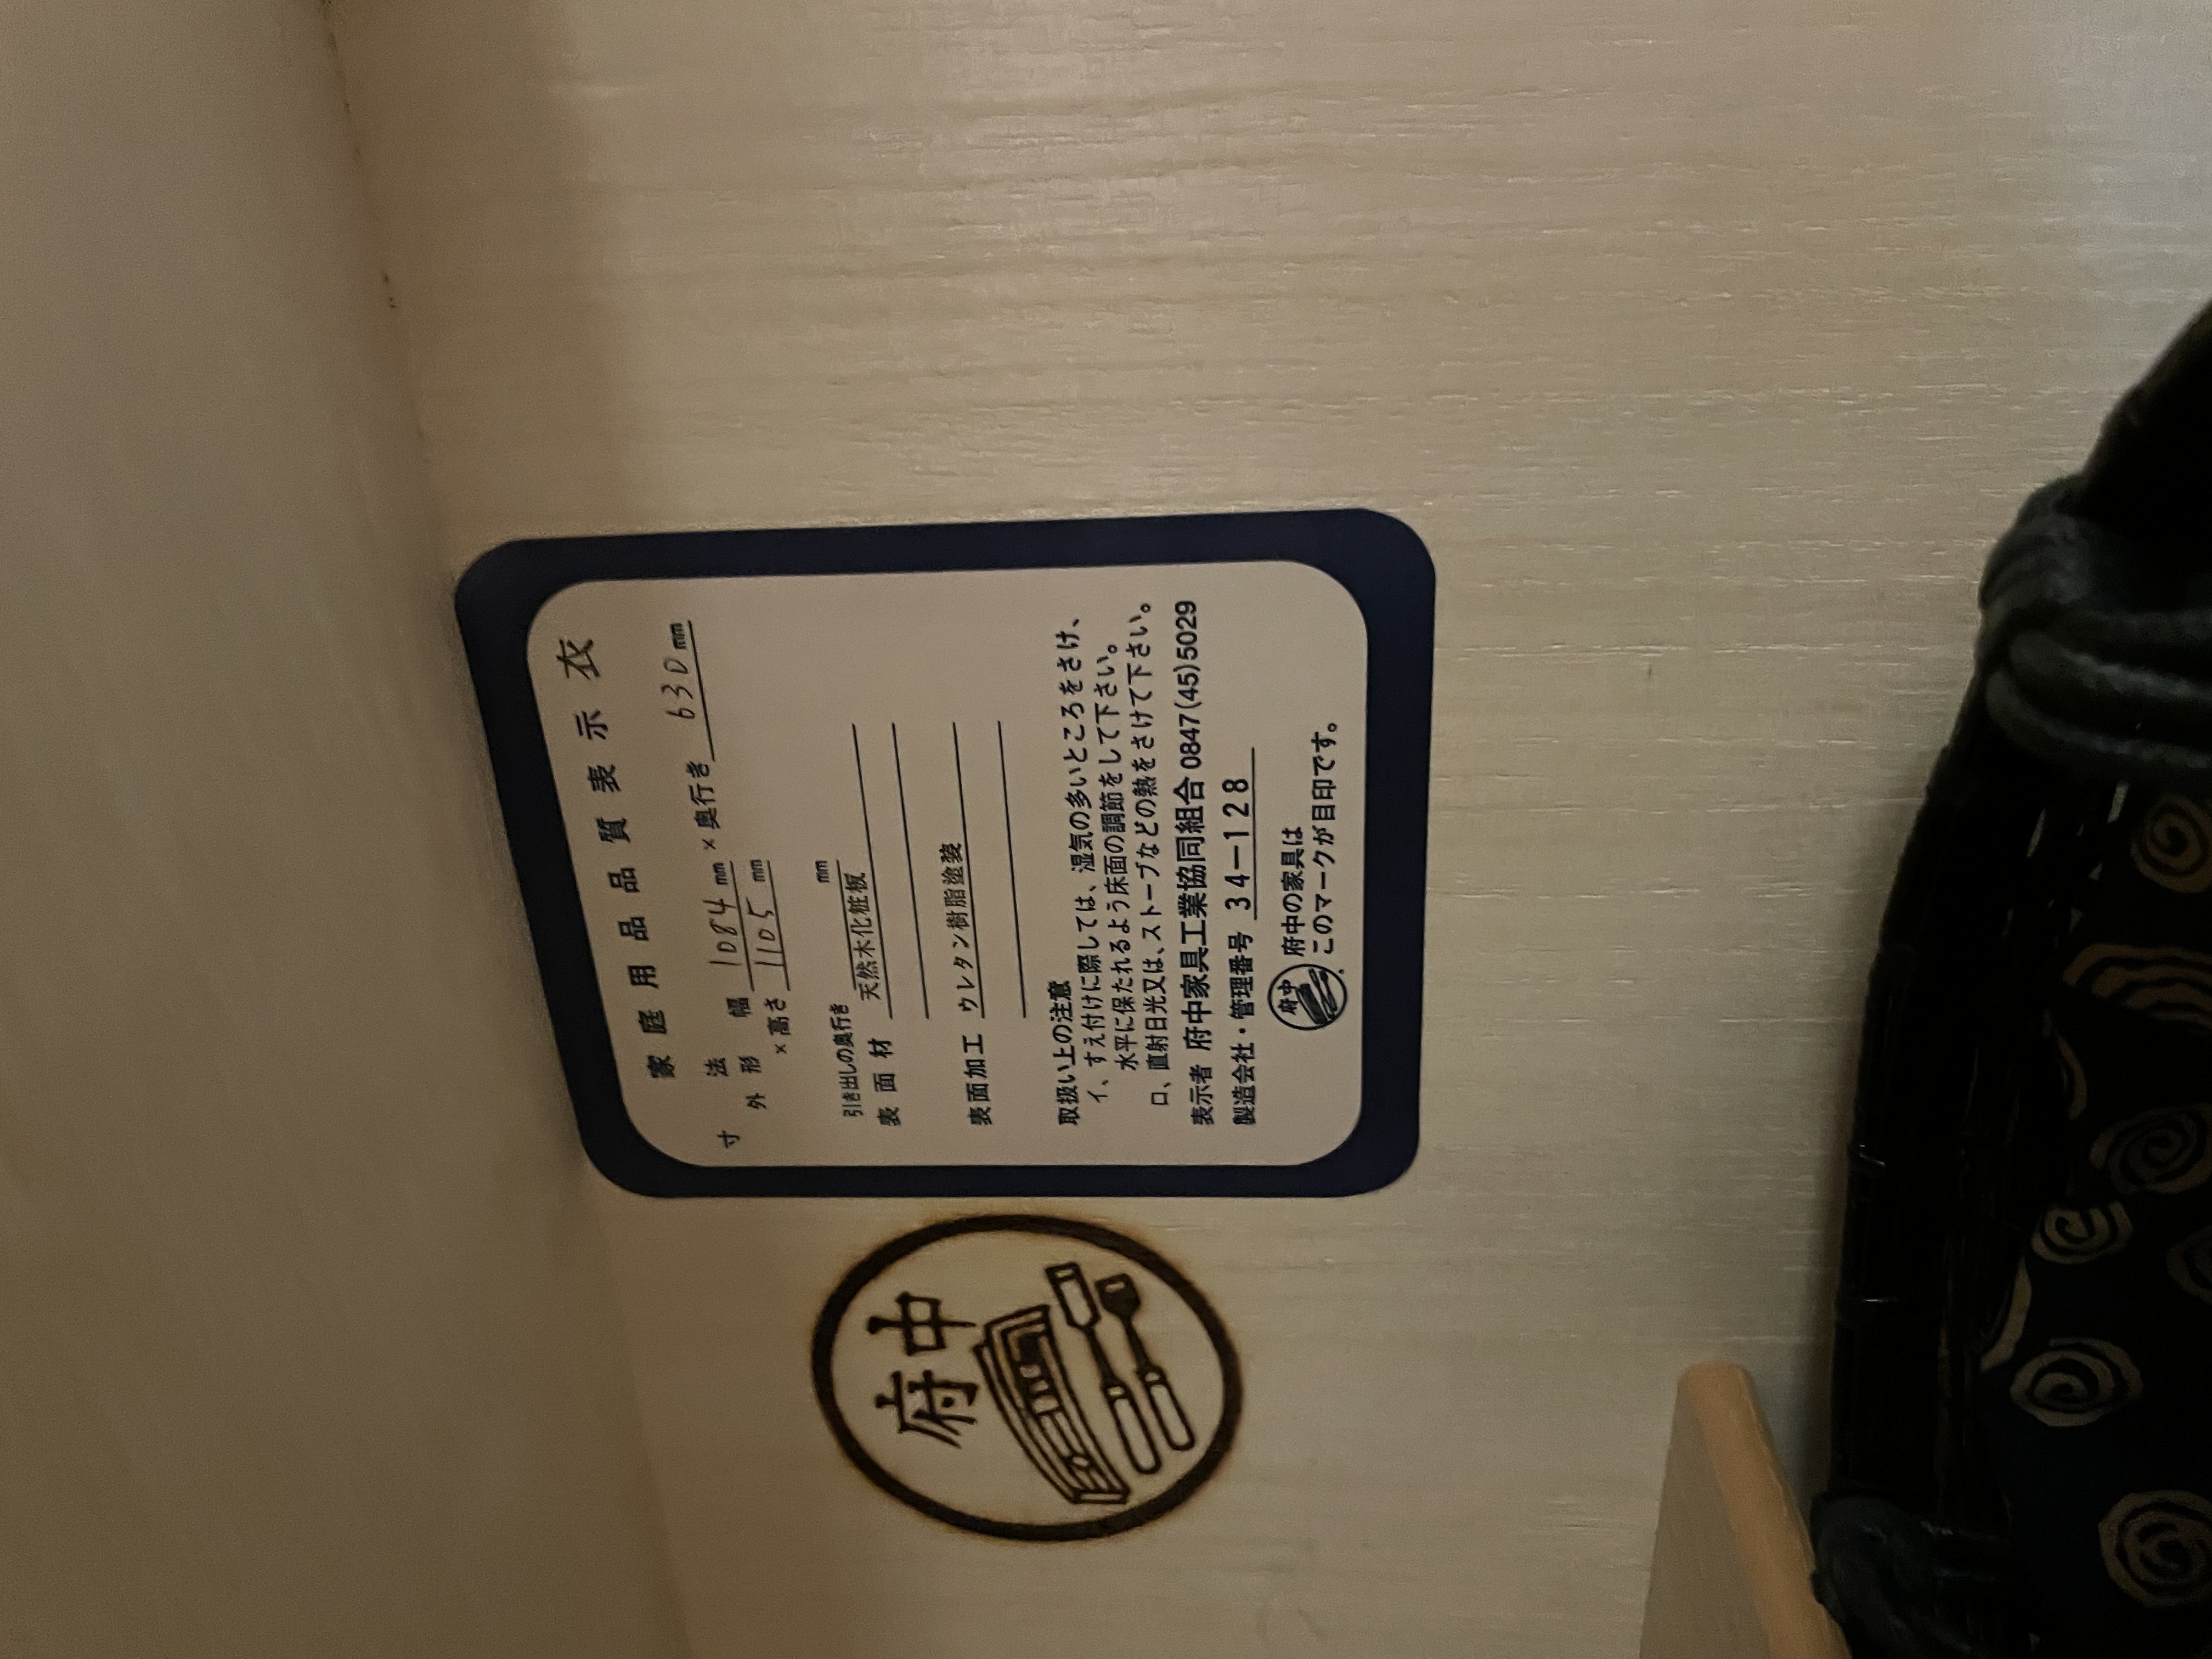 家庭用品品質表示 衣
寸法
外形 幅 1084 mm × 奥行き 630 mm
×高さ 1105 mm
引き出しの奥行き mm
表面材 天然木化粧板
表面加工 ウレタン樹脂塗装
取扱い上の注意
イ、すえ付けに際しては、湿気の多いところをさけ、
水平に保たれるよう床面の調節をして下さい。
ロ、直射日光又は、ストーブなどの熱をさけて下さい。
表示者 府中家具工業協同組合 0847(45)5029
製造会社・管理番号 34-128
府中
府中の家具は
このマークが目印です。
府中